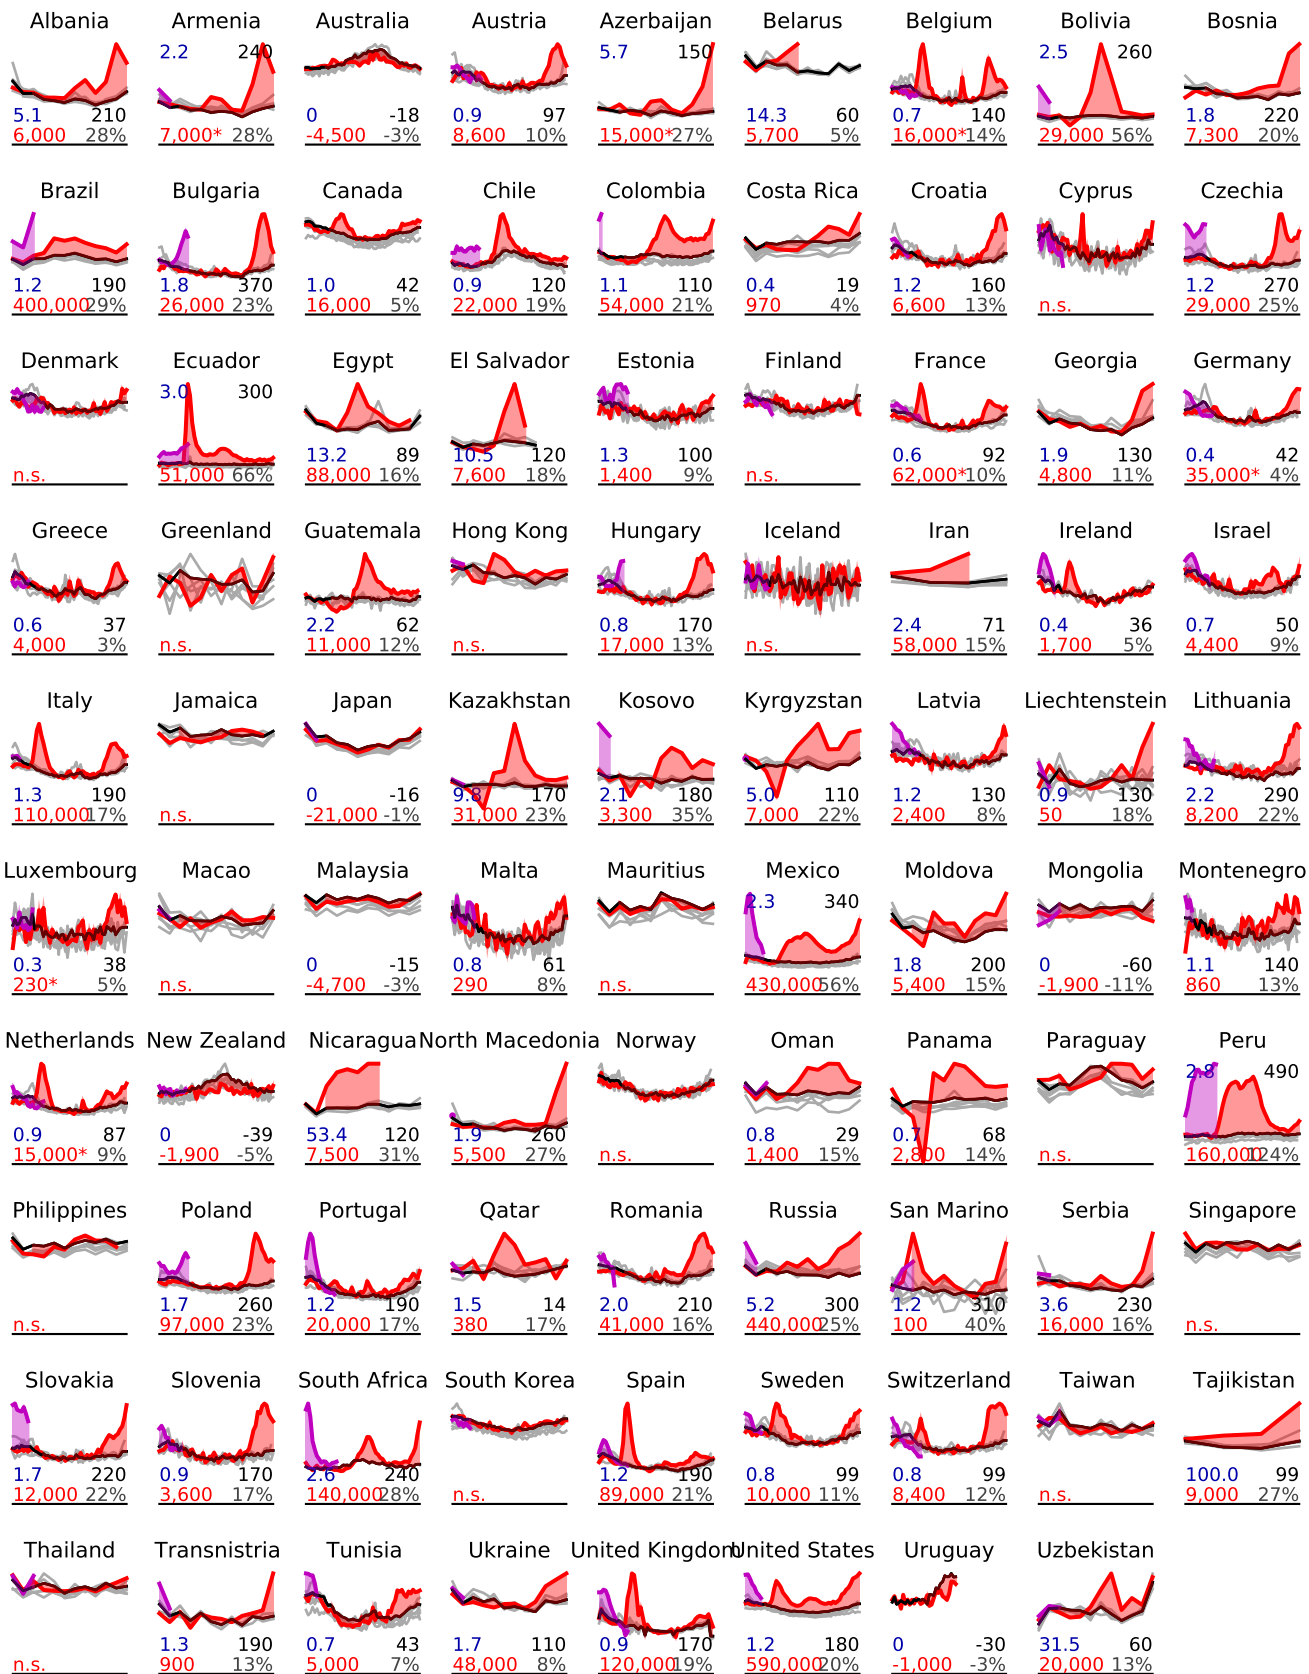 Albania Armenia Australia Austria Azerbaijan Belarus Belgium Bolivia Bosnia
2.2 240 5.7 150 2.5 260
5.1 210 0 -18 0.9 97 14.3 60 0.7 140 1.8 220
6,000 28% 7,000* 28% -4,500 -3% 8,600 10% 15,000* 27% 5,700 5% 16,000* 14% 29,000 56% 7,300 20%
Brazil Bulgaria Canada Chile Colombia Costa Rica Croatia Cyprus Czechia
1.2 190 1.8 370 1.0 42 0.9 120 1.1 110 0.4 19 1.2 160 1.2 270
400,000 29% 26,000 23% 16,000 5% 22,000 19% 54,000 21% 970 4% 6,600 13% n.s. 29,000 25%
Denmark Ecuador Egypt El Salvador Estonia Finland France Georgia Germany
3.0 300
13.2 89 10.5 120 1.3 100 0.6 92 1.9 130 0.4 42
n.s. 51,000 66% 88,000 16% 7,600 18% 1,400 9% n.s. 62,000* 10% 4,800 11% 35,000* 4%
Greece Greenland Guatemala Hong Kong Hungary Iceland Iran Ireland Israel
0.6 37 2.2 62 0.8 170 2.4 71 0.4 36 0.7 50
4,000 3% n.s. 11,000 12% n.s. 17,000 13% n.s. 58,000 15% 1,700 5% 4,400 9%
Italy Jamaica Japan Kazakhstan Kosovo Kyrgyzstan Latvia Liechtenstein Lithuania
1.3 190 0 -16 9.8 170 2.1 180 5.0 110 1.2 130 0.9 130 2.2 290
110,000 17% n.s. -21,000 -1% 31,000 23% 3,300 35% 7,000 22% 2,400 8% 50 18% 8,200 22%
Luxembourg Macao Malaysia Malta Mauritius Mexico Moldova Mongolia Montenegro
2.3 340
0.3 38 0 -15 0.8 61 1.8 200 0 -60 1.1 140
230* 5% n.s. -4,700 -3% 290 8% n.s. 430,000 56% 5,400 15% -1,900 -11% 860 13%
Netherlands New Zealand Nicaragua North Macedonia Norway Oman Panama Paraguay Peru
2.8 490
0.9 87 0 -39 53.4 120 1.9 260 0.8 29 0.7 68
15,000* 9% -1,900 -5% 7,500 31% 5,500 27% n.s. 1,400 15% 2,800 14% n.s. 160,000 124%
Philippines Poland Portugal Qatar Romania Russia San Marino Serbia Singapore
1.7 260 1.2 190 1.5 14 2.0 210 5.2 300 1.2 310 3.6 230
n.s. 97,000 23% 20,000 17% 380 17% 41,000 16% 440,000 25% 100 40% 16,000 16% n.s.
Slovakia Slovenia South Africa South Korea Spain Sweden Switzerland Taiwan Tajikistan
1.7 220 0.9 170 2.6 240 1.2 190 0.8 99 0.8 99 100.0 99
12,000 22% 3,600 17% 140,000 28% n.s. 89,000 21% 10,000 11% 8,400 12% n.s. 9,000 27%
Thailand Transnistria Tunisia Ukraine United Kingdom United States Uruguay Uzbekistan
1.3 190 0.7 43 1.7 110 0.9 170 1.2 180 0 -30 31.5 60
n.s. 900 13% 5,000 7% 48,000 8% 120,000 19% 590,000 20% -1,000 -3% 20,000 13%